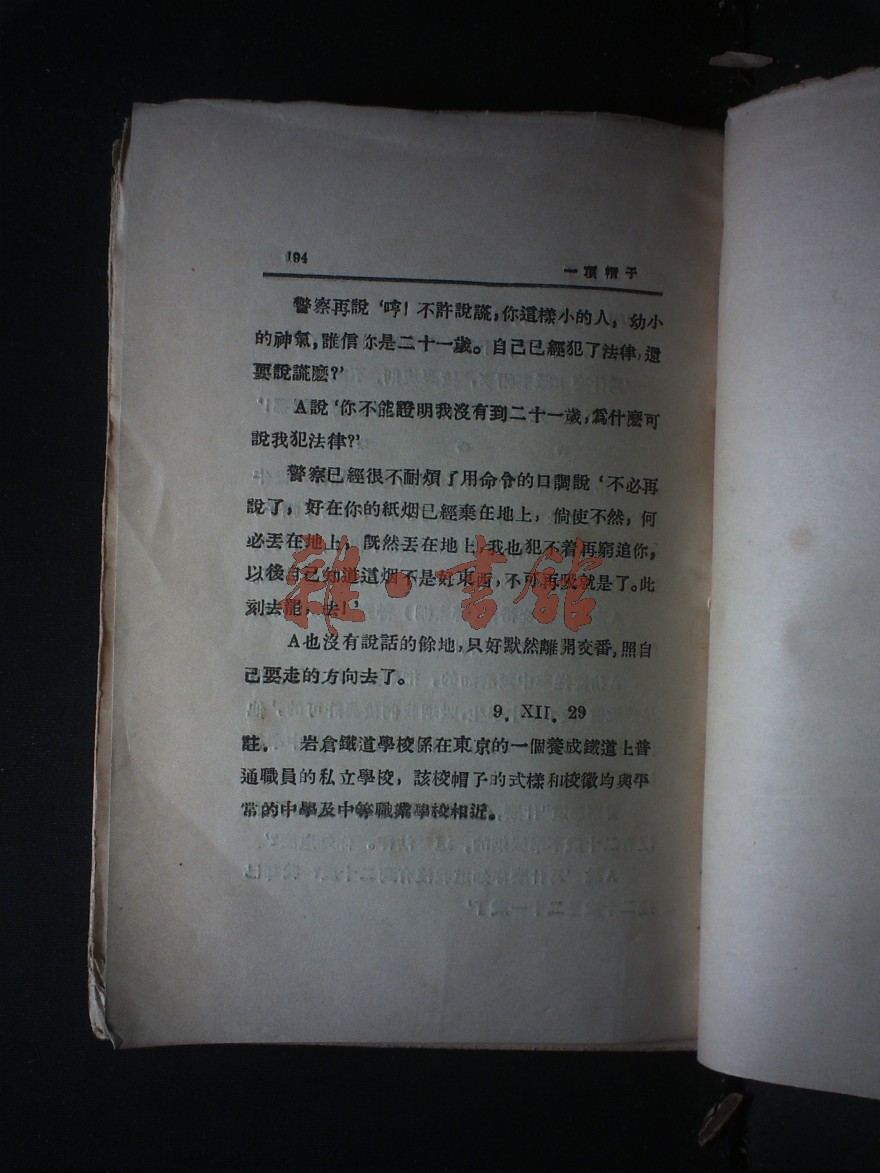 194
一頂帽子
警察再說‘哼！不許說謊，你這樣小的人，幼小
的神氣，誰信你是二十一歲。自己已經犯了法律，還
要說謊麽？’
A說‘你不能證明我沒有到二十一歲，爲什麽可
說我犯法律？’
警察已經很不耐煩了用命令的口調說‘不必再
說了，好在你的紙烟已經棄在地上，倘使不然，何
必丟在地上，旣然丟在地上，我也犯不着再窮追你，
以後自己知道這烟不是好東西，不可再吸就是了。此
刻去罷，去！’
A也沒有說話的餘地，只好默然離開交番，照自
己要走的方向去了。
9. XII. 29
註. 岩倉鐵道學校係在東京的一個養成鐵道上普
通職員的私立學校，該校帽子的式樣和校徽均與平
常的中學及中等職業學校相近。
雜·書館